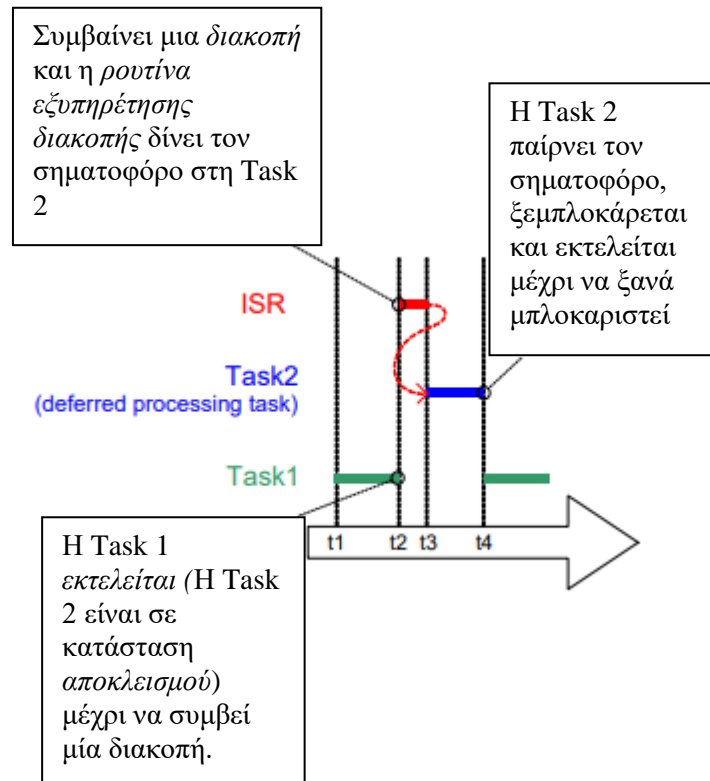 Συμβαίνει μια διακοπή
και η ρουτίνα
εξυπηρέτησης
διακοπής δίνει τον
σηματοφόρο στη Task
2
Η Task 2
παίρνει τον
σηματοφόρο,
ξεμπλοκάρεται
και εκτελείται
μέχρι να ξανά
μπλοκαριστεί
ISR
Task2
(deferred processing task)
Task1
t1 t2 t3 t4
Η Task 1
εκτελείται (Η Task
2 είναι σε
κατάσταση
αποκλεισμού)
μέχρι να συμβεί
μία διακοπή.